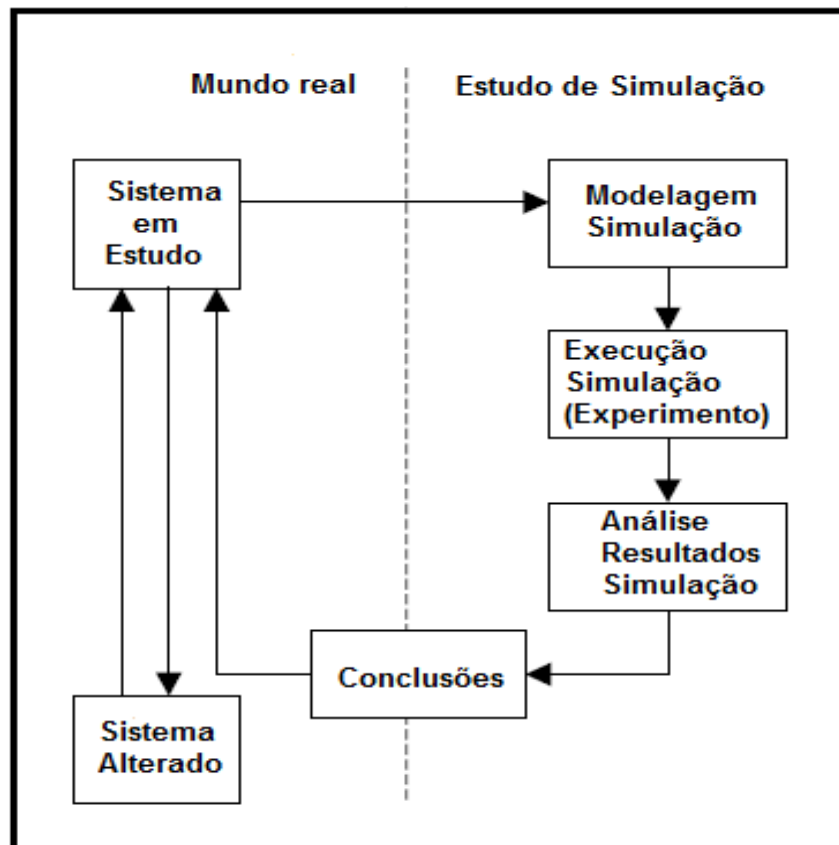 Mundo real
Estudo de Simulação
Sistema
em
Estudo
Modelagem
Simulação
Execução
Simulação
(Experimento)
Análise
Resultados
Simulação
Conclusões
Sistema
Alterado